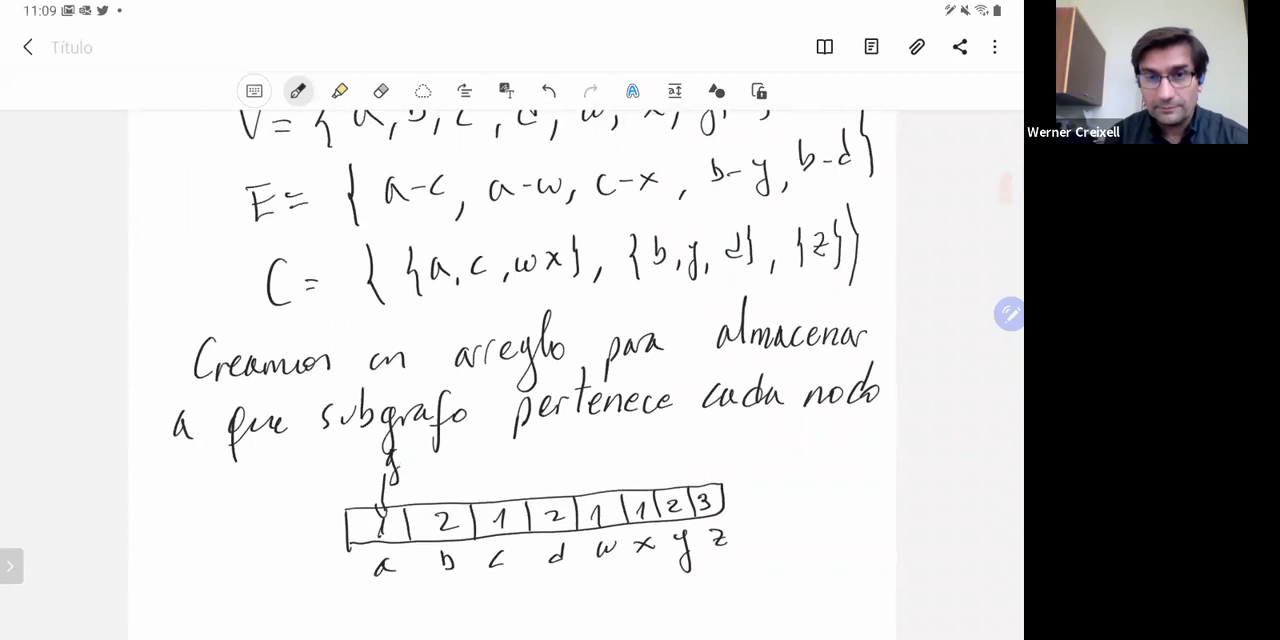 11:09
Título
V = { a, b, c, d, w, x, y,
E = { a-c, a-w, c-x, b-y, b-d }
C = { {a, c, w x}, {b, y, d}, {z} }
Creamos un arreglo para almacenar
a que subgrafo pertenece cada nodo
1 2 1 2 1 1 2 3
a b c d w x y z
Werner Creixell